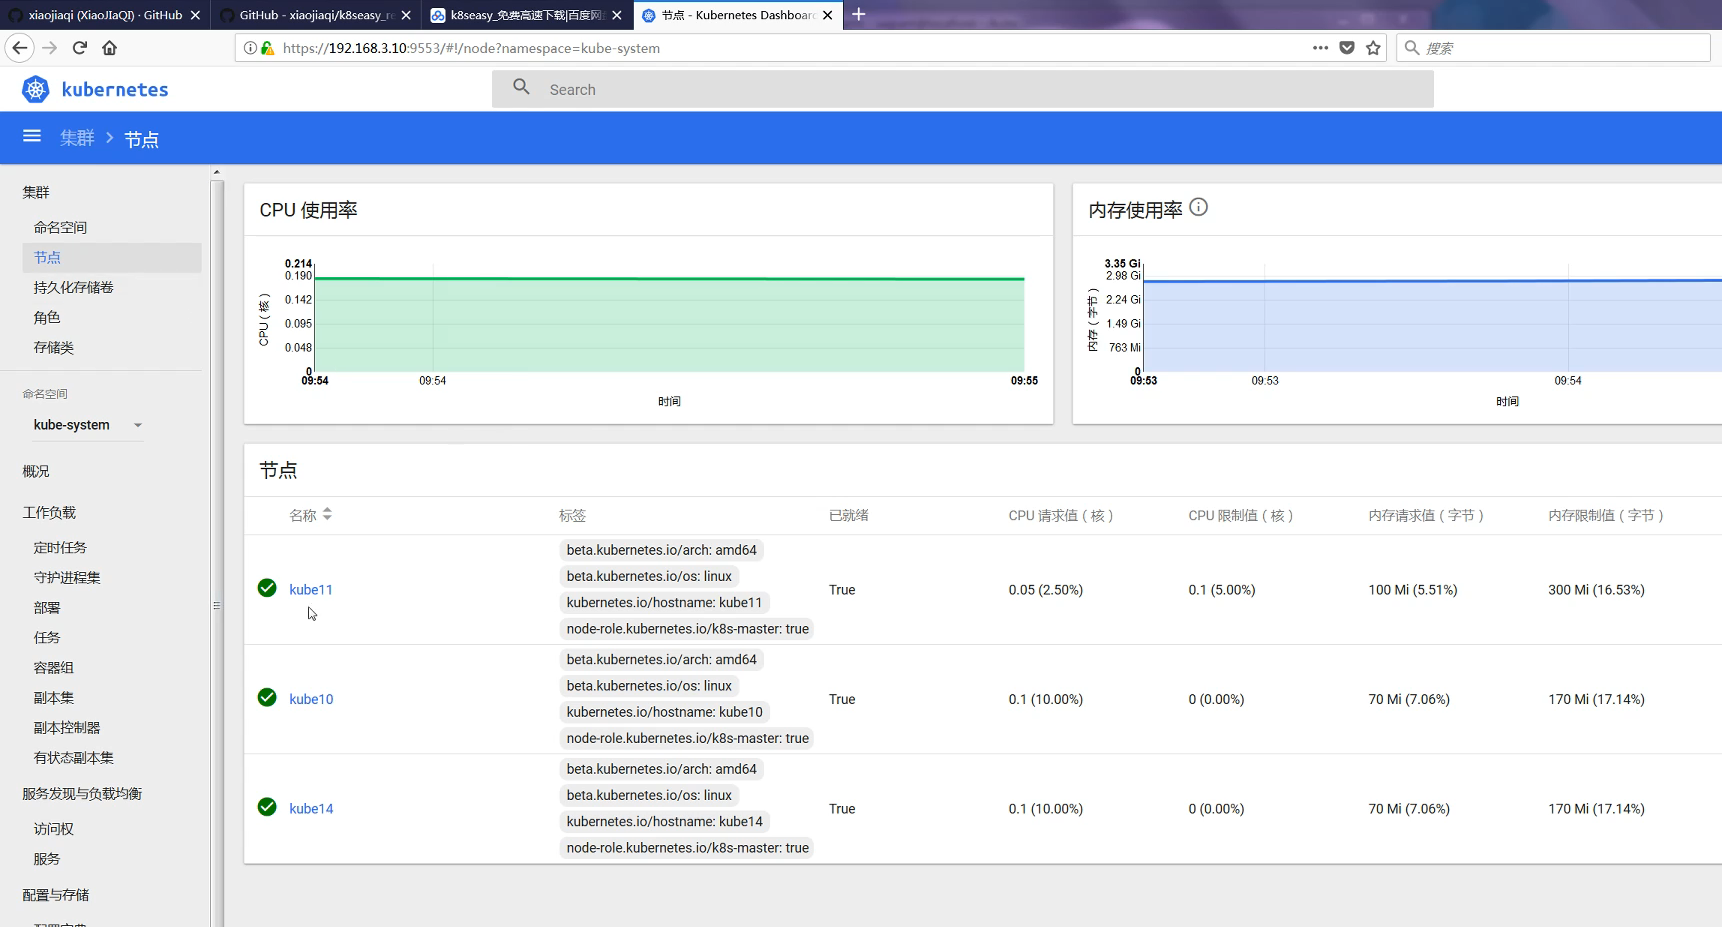 xiaojiaqi (XiaoJIaQI) · GitHub
GitHub - xiaojiaqi/k8seasy_re
k8seasy_免费高速下载|百度网
节点 - Kubernetes Dashboard
https://192.168.3.10:9553/#!/node?namespace=kube-system
搜索
kubernetes
Search
集群 > 节点
集群
命名空间
节点
持久化存储卷
角色
存储类
命名空间
kube-system
概况
工作负载
定时任务
守护进程集
部署
任务
容器组
副本集
副本控制器
有状态副本集
服务发现与负载均衡
访问权
服务
配置与存储
CPU 使用率
0.214
0.190
0.142
0.095
0.048
0
CPU ( 核 )
09:54
09:54
09:55
时间
内存使用率
3.35 Gi
2.98 Gi
2.24 Gi
1.49 Gi
763 Mi
0
内存 ( 字节 )
09:53
09:53
09:54
时间
节点
名称 标签 已就绪 CPU 请求值 ( 核 ) CPU 限制值 ( 核 ) 内存请求值 ( 字节 ) 内存限制值 ( 字节 )
beta.kubernetes.io/arch: amd64
beta.kubernetes.io/os: linux
kube11 True 0.05 (2.50%) 0.1 (5.00%) 100 Mi (5.51%) 300 Mi (16.53%)
kubernetes.io/hostname: kube11
node-role.kubernetes.io/k8s-master: true
beta.kubernetes.io/arch: amd64
beta.kubernetes.io/os: linux
kube10 True 0.1 (10.00%) 0 (0.00%) 70 Mi (7.06%) 170 Mi (17.14%)
kubernetes.io/hostname: kube10
node-role.kubernetes.io/k8s-master: true
beta.kubernetes.io/arch: amd64
beta.kubernetes.io/os: linux
kube14 True 0.1 (10.00%) 0 (0.00%) 70 Mi (7.06%) 170 Mi (17.14%)
kubernetes.io/hostname: kube14
node-role.kubernetes.io/k8s-master: true